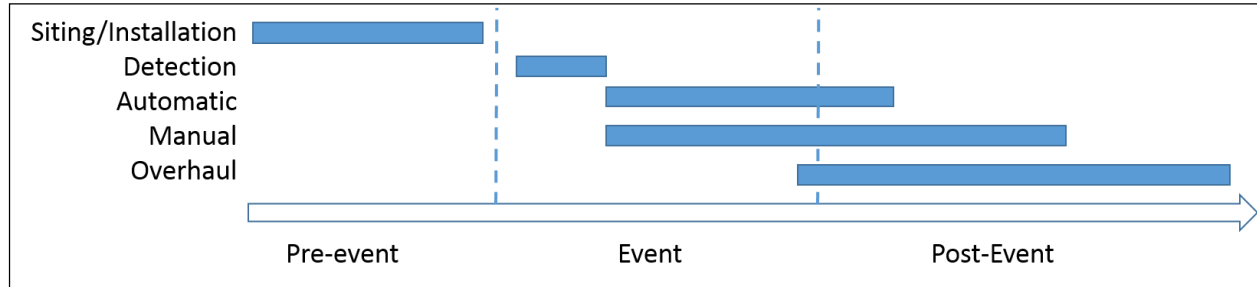 Siting/Installation
Detection
Automatic
Manual
Overhaul
Pre-event Event Post-Event